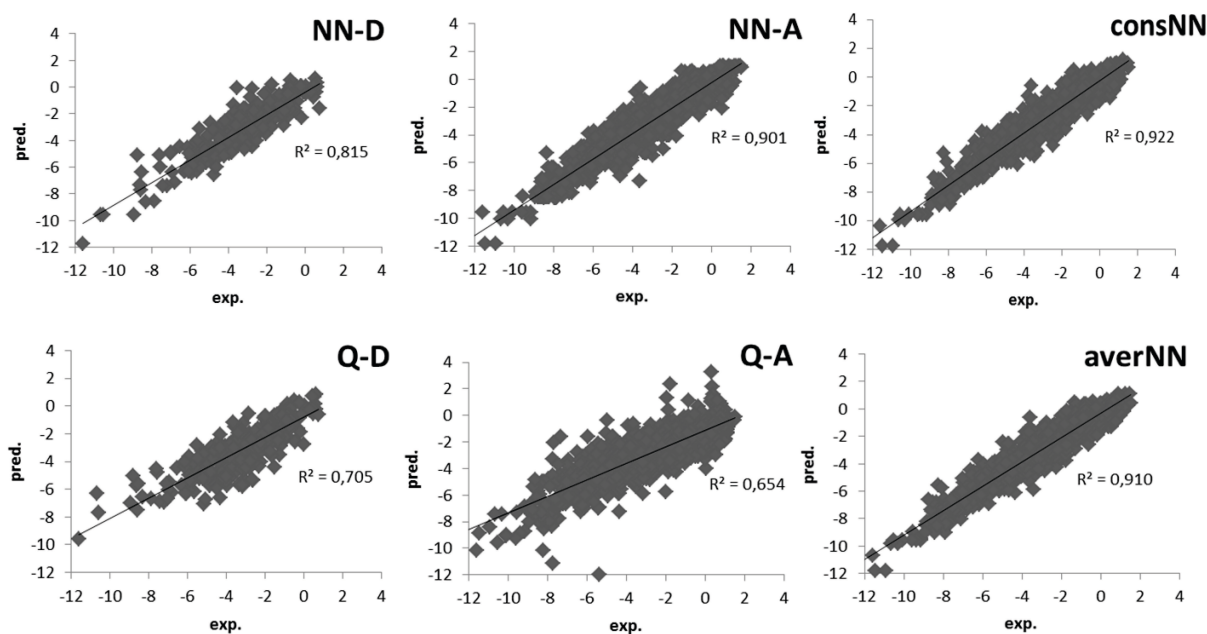 NN-D
4
2
0
-2
-4
-6
-8
-10
-12
pred.
R² = 0,815
-12 -10 -8 -6 -4 -2 0 2 4
exp.
NN-A
4
2
0
-2
-4
-6
-8
-10
-12
pred.
R² = 0,901
-12 -10 -8 -6 -4 -2 0 2 4
exp.
consNN
4
2
0
-2
-4
-6
-8
-10
-12
pred.
R² = 0,922
-12 -10 -8 -6 -4 -2 0 2 4
exp.
Q-D
4
2
0
-2
-4
-6
-8
-10
-12
pred.
R² = 0,705
-12 -10 -8 -6 -4 -2 0 2 4
exp.
Q-A
4
2
0
-2
-4
-6
-8
-10
-12
pred.
R² = 0,654
-12 -10 -8 -6 -4 -2 0 2 4
exp.
averNN
4
2
0
-2
-4
-6
-8
-10
-12
pred.
R² = 0,910
-12 -10 -8 -6 -4 -2 0 2 4
exp.